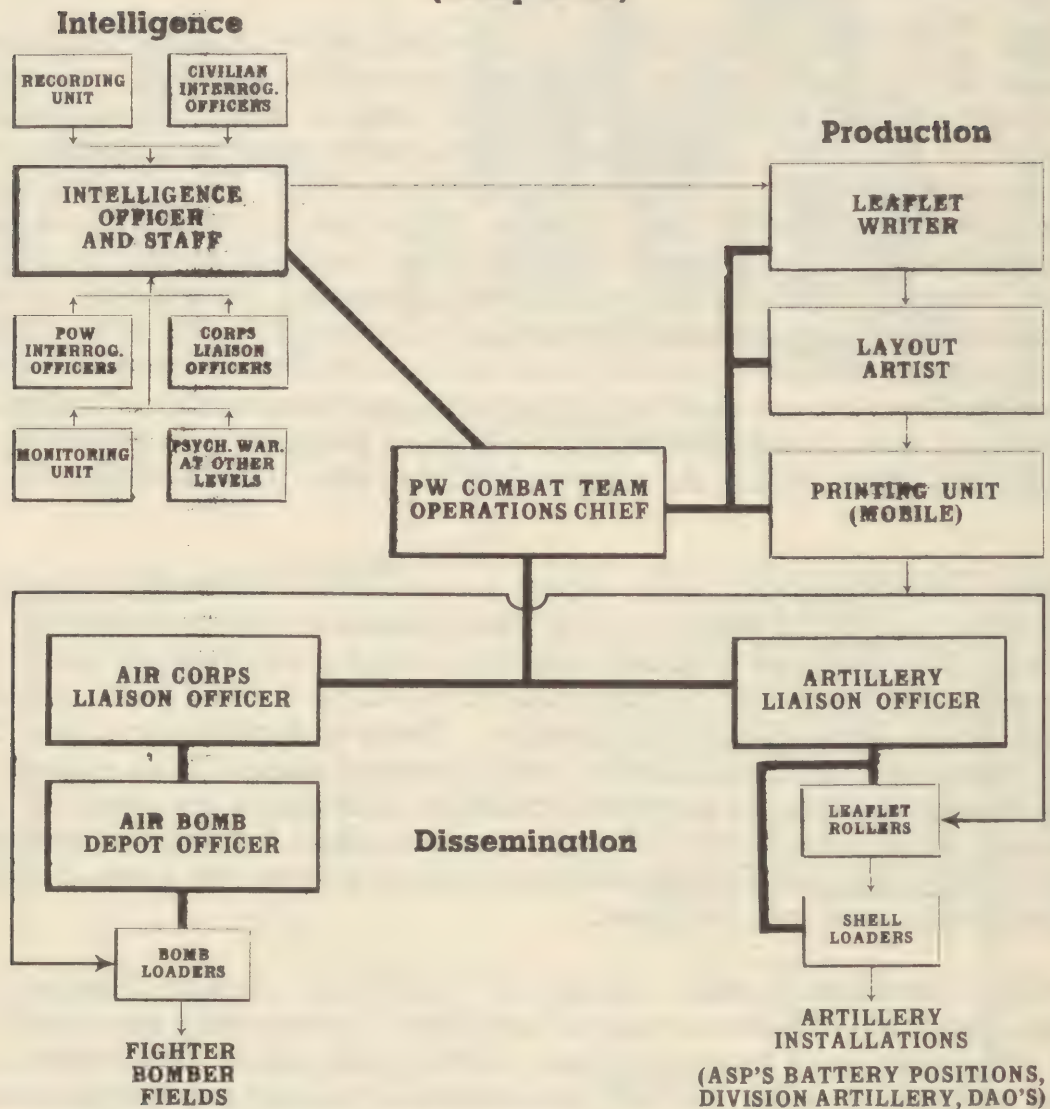 Intelligence
RECORDING
UNIT
CIVILIAN
INTERROG.
OFFICERS
INTELLIGENCE
OFFICER
AND STAFF
POW
INTERROG.
OFFICERS
CORPS
LIAISON
OFFICERS
MONITORING
UNIT
PSYCH. WAR.
AT OTHER
LEVELS
Production
LEAFLET
WRITER
LAYOUT
ARTIST
PRINTING UNIT
(MOBILE)
PW COMBAT TEAM
OPERATIONS CHIEF
AIR CORPS
LIAISON OFFICER
ARTILLERY
LIAISON OFFICER
AIR BOMB
DEPOT OFFICER
Dissemination
LEAFLET
ROLLERS
SHELL
LOADERS
BOMB
LOADERS
FIGHTER
BOMBER
FIELDS
ARTILLERY
INSTALLATIONS
(ASP'S BATTERY POSITIONS,
DIVISION ARTILLERY, DAO'S)